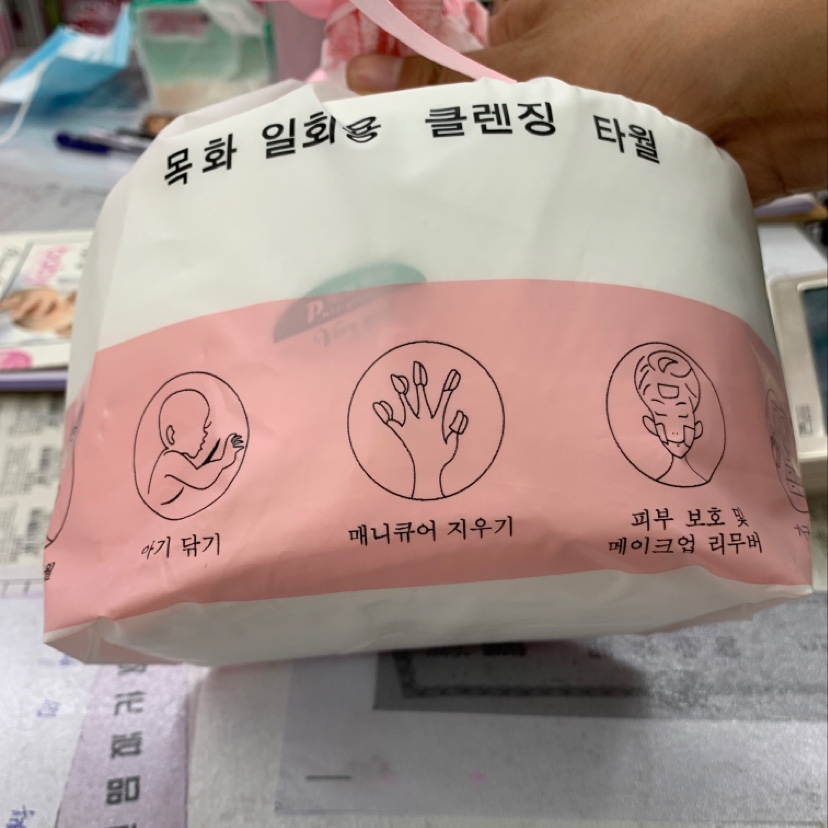 목화 일회용 클렌징 타월
아기 닦기
매니큐어 지우기
피부 보호 및
메이크업 리무버
品